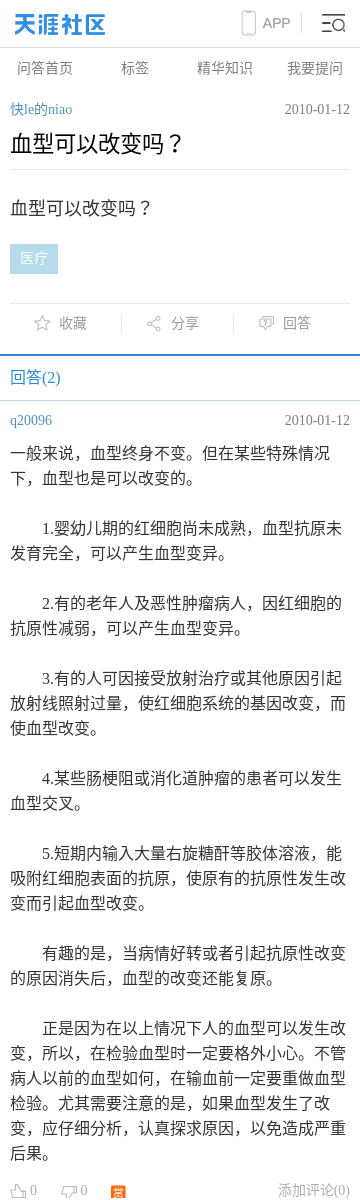 天涯社区 APP
问答首页 标签 精华知识 我要提问
快le的niao 2010-01-12
血型可以改变吗？
血型可以改变吗？
医疗
收藏 分享 回答
回答(2)
q20096 2010-01-12
一般来说，血型终身不变。但在某些特殊情况
下，血型也是可以改变的。
1.婴幼儿期的红细胞尚未成熟，血型抗原未
发育完全，可以产生血型变异。
2.有的老年人及恶性肿瘤病人，因红细胞的
抗原性减弱，可以产生血型变异。
3.有的人可因接受放射治疗或其他原因引起
放射线照射过量，使红细胞系统的基因改变，而
使血型改变。
4.某些肠梗阻或消化道肿瘤的患者可以发生
血型交叉。
5.短期内输入大量右旋糖酐等胶体溶液，能
吸附红细胞表面的抗原，使原有的抗原性发生改
变而引起血型改变。
有趣的是，当病情好转或者引起抗原性改变
的原因消失后，血型的改变还能复原。
正是因为在以上情况下人的血型可以发生改
变，所以，在检验血型时一定要格外小心。不管
病人以前的血型如何，在输血前一定要重做血型
检验。尤其需要注意的是，如果血型发生了改
变，应仔细分析，认真探求原因，以免造成严重
后果。
0 0 赏 添加评论(0)